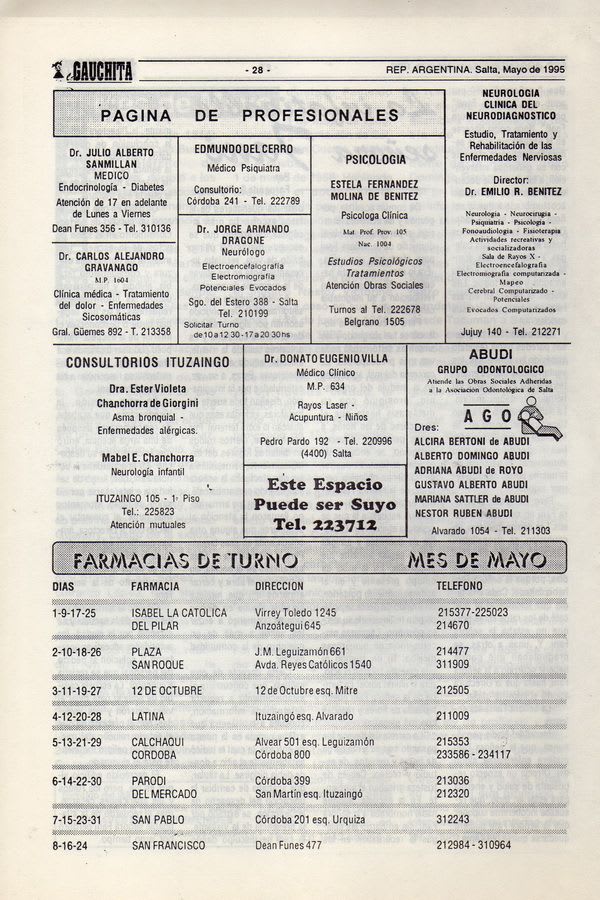 GAUCHITA
- 28 -
REP. ARGENTINA. Salta, Mayo de 1995
PAGINA DE PROFESIONALES
Dr. JULIO ALBERTO
SANMILLAN
MEDICO
Endocrinología - Diabetes
Atención de 17 en adelante
de Lunes a Viernes
Dean Funes 356 - Tel. 310136
Dr. CARLOS ALEJANDRO
GRAVANAGO
M.P. 1604
Clínica médica - Tratamiento
del dolor - Enfermedades
Sicosomáticas
Gral. Güemes 892 - T. 213358
EDMUNDO DEL CERRO
Médico Psiquatra
Consultorio:
Córdoba 241 - Tel. 222789
Dr. JORGE ARMANDO
DRAGONE
Neurólogo
Electroencefalografía
Electromiografía
Potenciales Evocados
Sgo. del Estero 388 - Salta
Tel. 210199
Solicitar Turno
de 10 a 12 30 - 17 a 20 30 hs
PSICOLOGIA
ESTELA FERNANDEZ
MOLINA DE BENITEZ
Psicologa Clínica
Mat. Prof. Prov. 105
Nac. 1004
Estudios Psicológicos
Tratamientos
Atención Obras Sociales
Turnos al Tel. 222678
Belgrano 1505
NEUROLOGIA
CLINICA DEL
NEURODIAGNOSTICO
Estudio, Tratamiento y
Rehabilitación de las
Enfermedades Nerviosas
Director:
Dr. EMILIO R. BENITEZ
Neurología - Neurocirugia -
Psiquiatria - Psicologia -
Fonoaudiologia - Fisioterapia
Actividades recreativas y
socializadoras
Sala de Rayos X -
Electroencefalografia
Electromiografia computarizada -
Mapeo
Cerebral Computarizado -
Potenciales
Evocados Computarizados
Jujuy 140 - Tel. 212271
CONSULTORIOS ITUZAINGO
Dra. Ester Violeta
Chanchorra de Giorgini
Asma bronquial -
Enfermedades alérgicas.
Mabel E. Chanchorra
Neurología infantil
ITUZAINGO 105 - 1º Piso
Tel.: 225823
Atención mutuales
Dr. DONATO EUGENIO VILLA
Médico Clínico
M.P. 634
Rayos Laser -
Acupuntura - Niños
Pedro Pardo 192 - Tel. 220996
(4400) Salta
Este Espacio
Puede ser Suyo
Tel. 223712
ABUDI
GRUPO ODONTOLOGICO
Atiende las Obras Sociales Adheridas
a la Asociación Odontológica de Salta
A G O
Dres:
ALCIRA BERTONI de ABUDI
ALBERTO DOMINGO ABUDI
ADRIANA ABUDI de ROYO
GUSTAVO ALBERTO ABUDI
MARIANA SATTLER de ABUDI
NESTOR RUBEN ABUDI
Alvarado 1054 - Tel. 211303
FARMACIAS DE TURNO MES DE MAYO
DIAS FARMACIA DIRECCION TELEFONO
1-9-17-25 ISABEL LA CATOLICA Virrey Toledo 1245 215377-225023
DEL PILAR Anzoátegui 645 214670
2-10-18-26 PLAZA J.M. Leguizamón 661 214477
SAN ROQUE Avda. Reyes Católicos 1540 311909
3-11-19-27 12 DE OCTUBRE 12 de Octubre esq. Mitre 212505
4-12-20-28 LATINA Ituzaingó esq. Alvarado 211009
5-13-21-29 CALCHAQUI Alvear 501 esq. Leguizamón 215353
CORDOBA Córdoba 800 233586 - 234117
6-14-22-30 PARODI Córdoba 399 213036
DEL MERCADO San Martín esq. Ituzaingó 212320
7-15-23-31 SAN PABLO Córdoba 201 esq. Urquiza 312243
8-16-24 SAN FRANCISCO Dean Funes 477 212984 - 310964